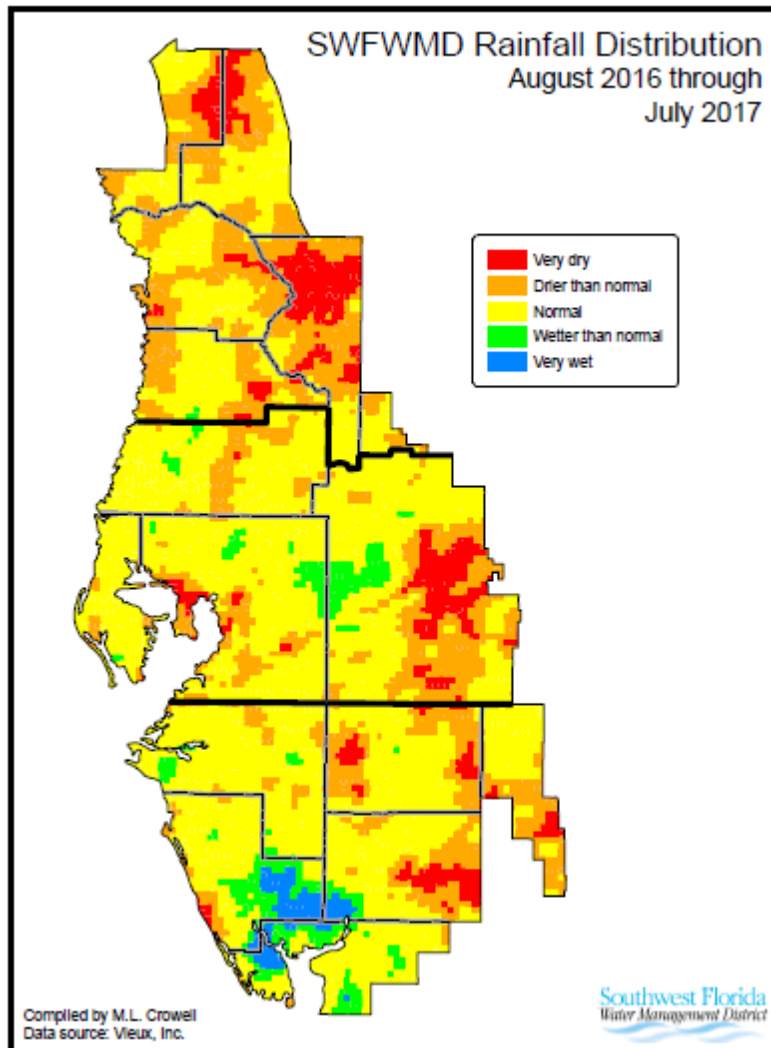 SWFWMD Rainfall Distribution
August 2016 through
July 2017
Very dry
Drier than normal
Normal
Wetter than normal
Very wet
Compiled by M.L. Crowell
Data source: Vieux, Inc.
Southwest Florida
Water Management District